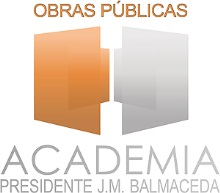 OBRAS PÚBLICAS
ACADEMIA
PRESIDENTE J.M. BALMACEDA